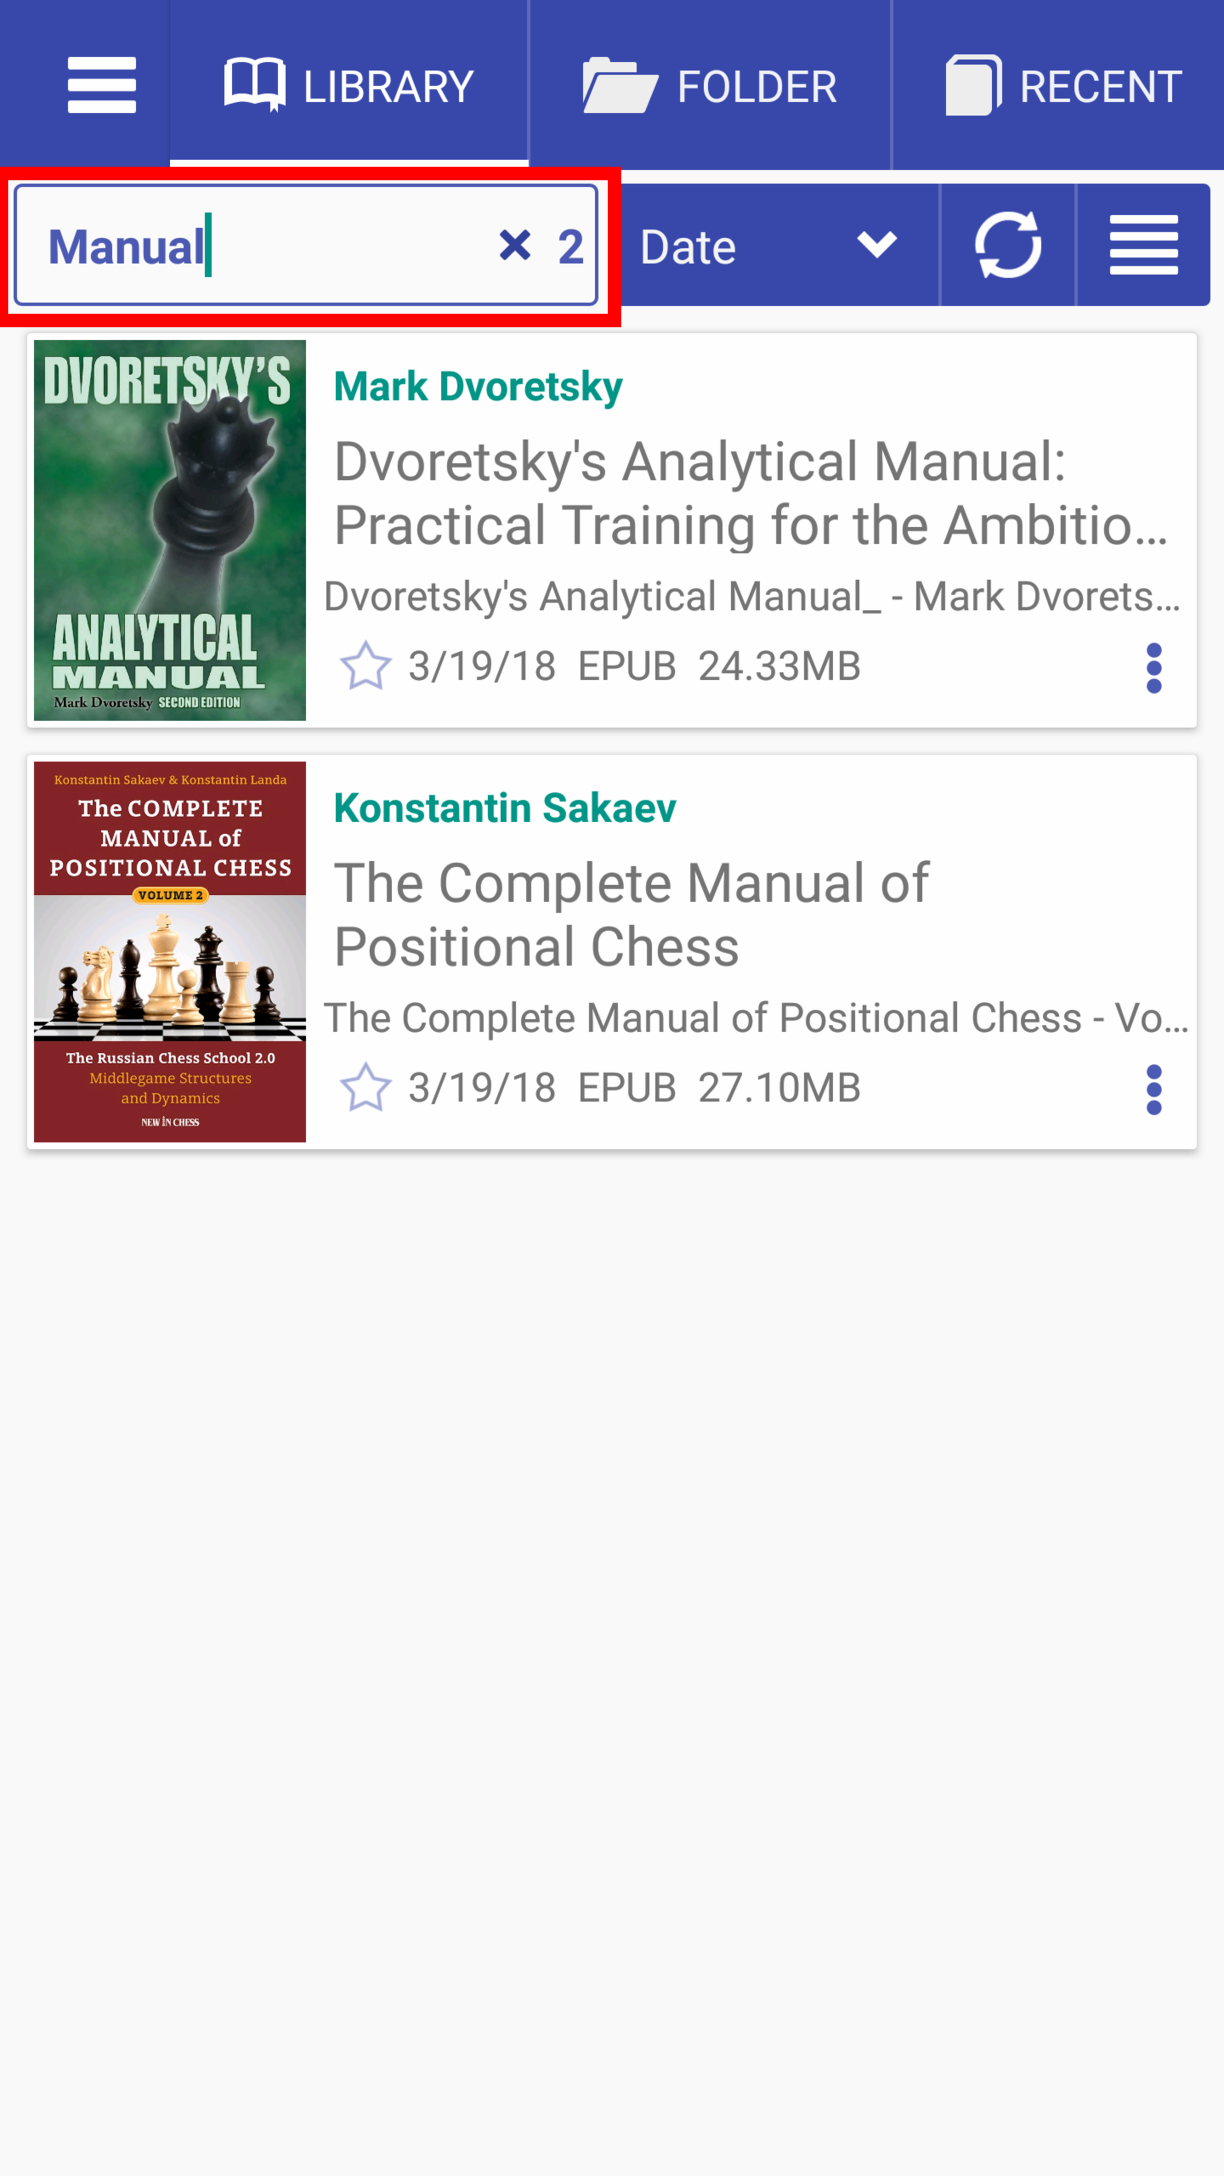 LIBRARY
FOLDER
RECENT
Manual
2
Date
DVORETSKY'S
ANALYTICAL
MANUAL
Mark Dvoretsky SECOND EDITION
Mark Dvoretsky
Dvoretsky's Analytical Manual:
Practical Training for the Ambitio...
Dvoretsky's Analytical Manual_ - Mark Dvorets...
3/19/18 EPUB 24.33MB
Konstantin Sakaev & Konstantin Landa
The COMPLETE
MANUAL of
POSITIONAL CHESS
VOLUME 2
The Russian Chess School 2.0
Middlegame Structures
and Dynamics
NEW IN CHESS
Konstantin Sakaev
The Complete Manual of
Positional Chess
The Complete Manual of Positional Chess - Vo...
3/19/18 EPUB 27.10MB